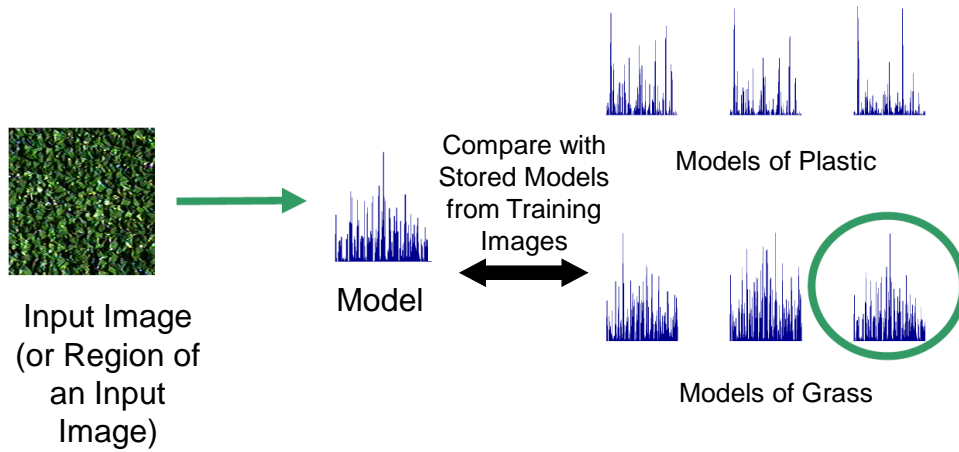 Input Image
(or Region of
an Input
Image)
Model
Compare with
Stored Models
from Training
Images
Models of Plastic
Models of Grass